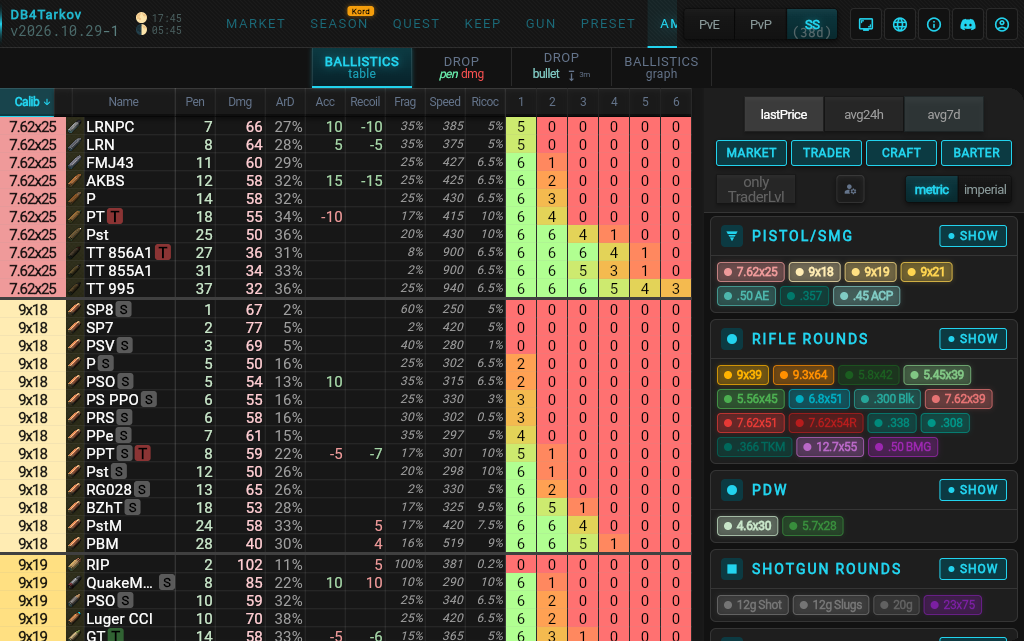 DB4Tarkov
v2026.10.29-1
17:45
05:45
MARKET SEASON Kord QUEST KEEP GUN PRESET AM
PvE PvP SS (38d)
BALLISTICS table
DROP pen dmg
DROP bullet 3m
BALLISTICS graph
Calib ↓ Name Pen Dmg ArD Acc Recoil Frag Speed Ricoc 1 2 3 4 5 6
7.62x25 LRNPC 7 66 27% 10 -10 35% 385 5% 5 0 0 0 0 0
7.62x25 LRN 8 64 28% 5 -5 35% 375 5% 5 0 0 0 0 0
7.62x25 FMJ43 11 60 29% 25% 427 6.5% 6 1 0 0 0 0
7.62x25 AKBS 12 58 32% 15 -15 25% 425 6.5% 6 2 0 0 0 0
7.62x25 P 14 58 32% 25% 430 6.5% 6 3 0 0 0 0
7.62x25 PT T 18 55 34% -10 17% 415 10% 6 4 0 0 0 0
7.62x25 Pst 25 50 36% 20% 430 10% 6 6 4 1 0 0
7.62x25 TT 856A1 T 27 36 31% 8% 900 6.5% 6 6 6 4 1 0
7.62x25 TT 855A1 31 34 33% 2% 900 6.5% 6 6 5 3 1 0
7.62x25 TT 995 37 32 36% 25% 940 6.5% 6 6 6 5 4 3
9x18 SP8 S 1 67 2% 60% 250 5% 0 0 0 0 0 0
9x18 SP7 2 77 5% 2% 420 5% 0 0 0 0 0 0
9x18 PSV S 3 69 5% 40% 280 1% 0 0 0 0 0 0
9x18 P S 5 50 16% 25% 302 6.5% 2 0 0 0 0 0
9x18 PSO S 5 54 13% 10 35% 315 6.5% 2 0 0 0 0 0
9x18 PS PPO S 6 55 16% 25% 330 3% 3 0 0 0 0 0
9x18 PRS S 6 58 16% 30% 302 0.5% 3 0 0 0 0 0
9x18 PPe S 7 61 15% 35% 297 5% 4 0 0 0 0 0
9x18 PPT S T 8 59 22% -5 -7 17% 301 10% 5 1 0 0 0 0
9x18 Pst S 12 50 26% 20% 298 10% 6 1 0 0 0 0
9x18 RG028 S 13 65 26% 2% 330 5% 6 2 0 0 0 0
9x18 BZhT S 18 53 28% 17% 325 9.5% 6 5 1 0 0 0
9x18 PstM 24 58 33% 5 17% 420 7.5% 6 6 4 0 0 0
9x18 PBM 28 40 30% 4 16% 519 9% 6 6 5 1 0 0
9x19 RIP 2 102 11% 5 100% 381 0.2% 0 0 0 0 0 0
9x19 QuakeM... S 8 85 22% 10 10 10% 290 10% 6 1 0 0 0 0
9x19 PSO S 10 59 32% 25% 340 6.5% 6 2 0 0 0 0
9x19 Luger CCI 10 70 38% 25% 420 6.5% 6 2 0 0 0 0
9x19 GT T 14 58 33% -5 -6 15% 365 5% 6 3 1 0 0 0
lastPrice avg24h avg7d
MARKET TRADER CRAFT BARTER
only TraderLvl metric imperial
PISTOL/SMG SHOW
7.62x25 9x18 9x19 9x21
.50 AE .357 .45 ACP
RIFLE ROUNDS SHOW
9x39 9.3x64 5.8x42 5.45x39
5.56x45 6.8x51 .300 Blk 7.62x39
7.62x51 7.62x54R .338 .308
.366 TKM 12.7x55 .50 BMG
PDW SHOW
4.6x30 5.7x28
SHOTGUN ROUNDS SHOW
12g Shot 12g Slugs 20g 23x75